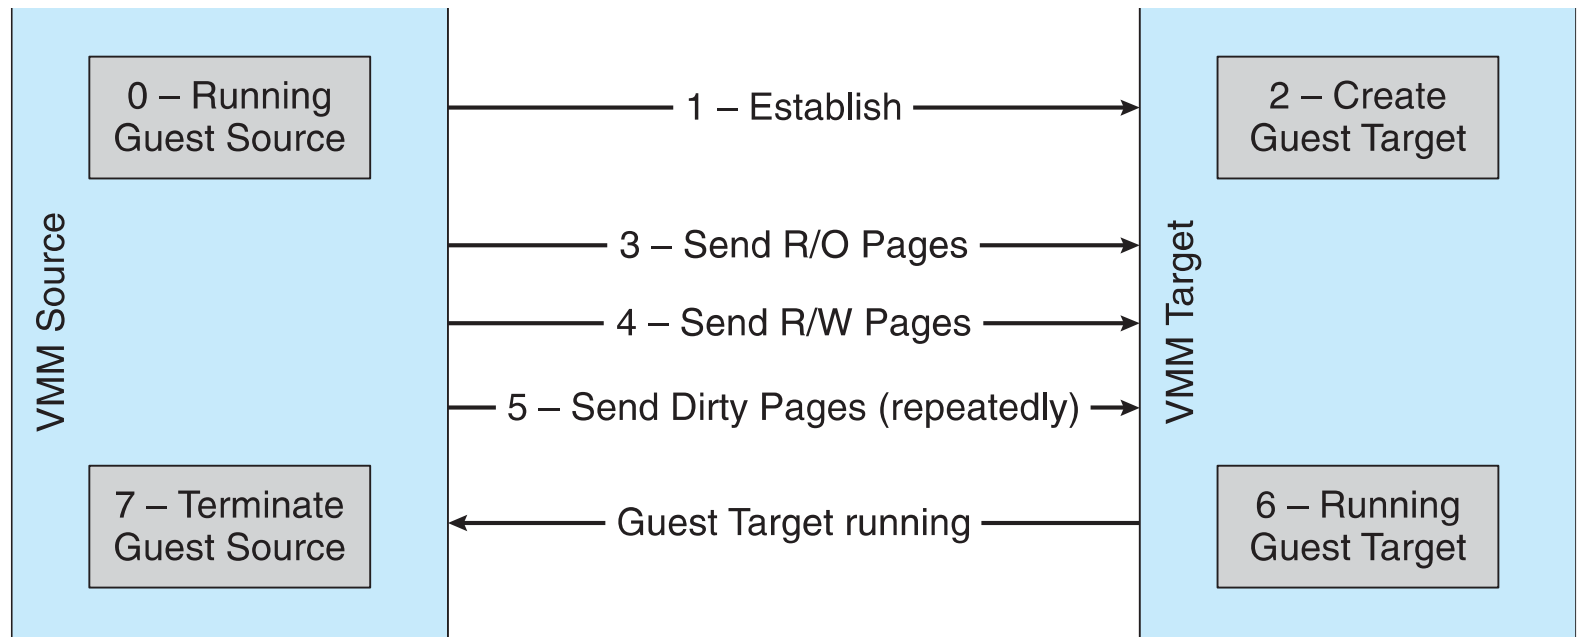 0 – Running
Guest Source
1 – Establish
2 – Create
Guest Target
VMM Source
3 – Send R/O Pages
4 – Send R/W Pages
5 – Send Dirty Pages (repeatedly)
VMM Target
7 – Terminate
Guest Source
Guest Target running
6 – Running
Guest Target